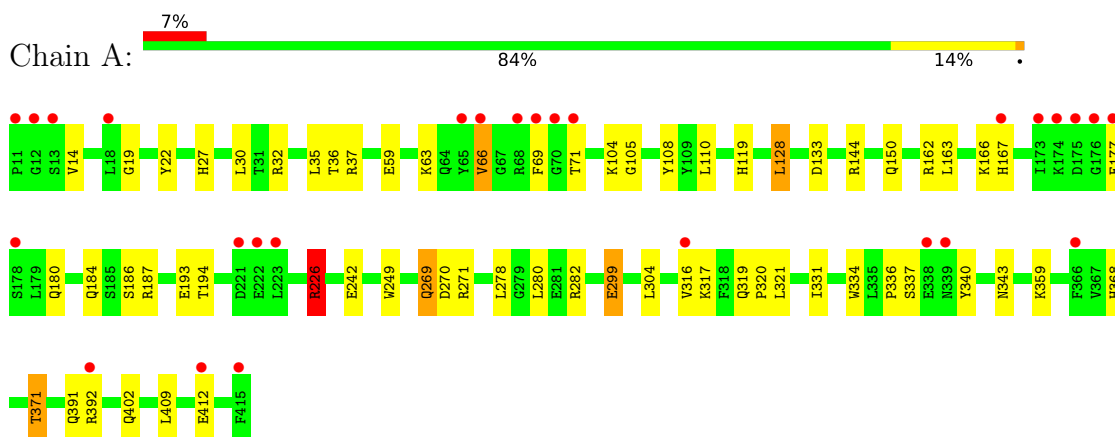 7%
Chain A:
84% 14% •
P11 G12 S13 V14 L18 G19 Y22 H27 L30 T31 R32 L35 T36 R37 E59 K63 Q64 Y65 V66 G67 R68 F69 G70 T71 K104 G105 Y108 Y109 L110 H119 L128 D133 R144 Q150 R162 L163 K166 H167 I173 K174 D175 G176 E177
S178 L179 Q180 Q184 S185 S186 R187 E193 T194 D221 E222 L223 R226 E242 W249 Q269 D270 R271 L278 G279 L280 E281 R282 E299 L304 V316 K317 F318 Q319 P320 L321 I331 W334 L335 P336 S337 E338 N339 Y340 N343 K359 F366 V367 H368
T371 Q391 R392 Q402 L409 E412 F415